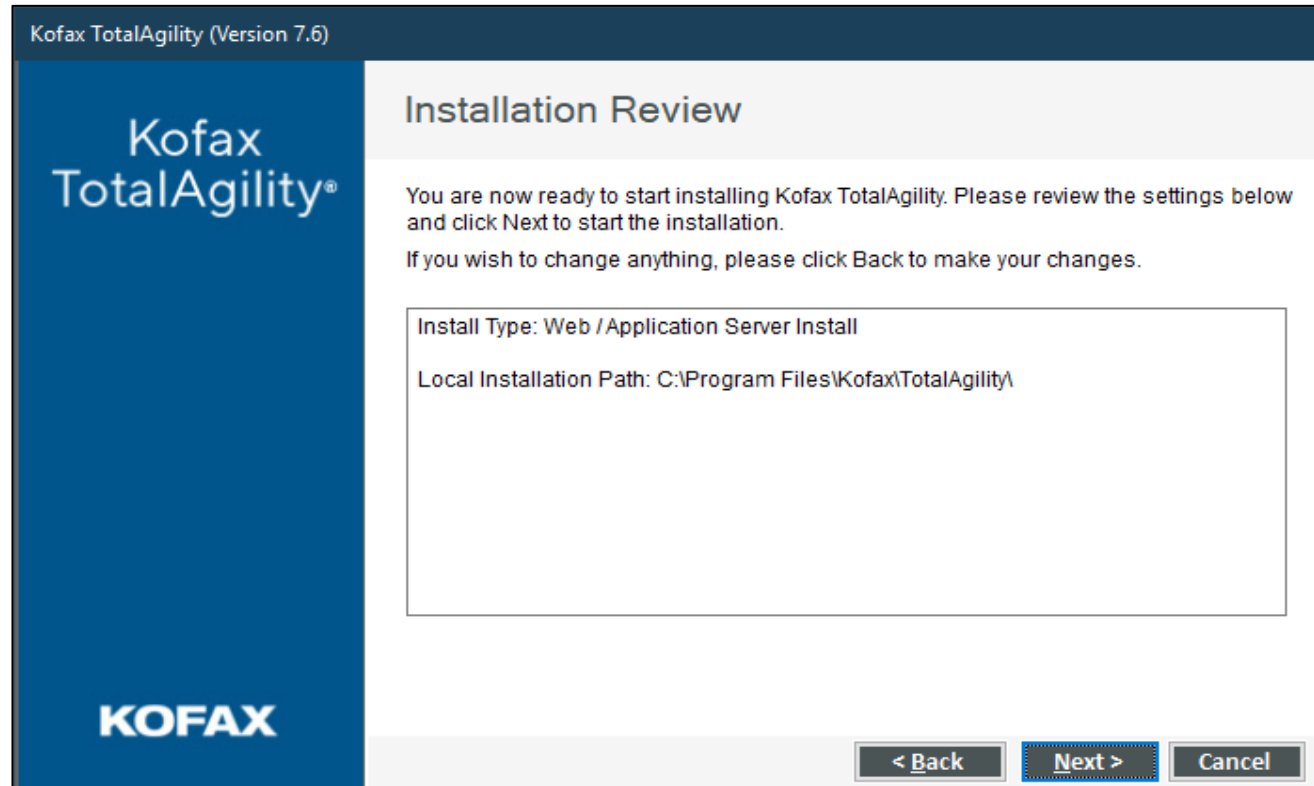 Kofax TotalAgility (Version 7.6)
Kofax
TotalAgility®
KOFAX
Installation Review
You are now ready to start installing Kofax TotalAgility. Please review the settings below
and click Next to start the installation.
If you wish to change anything, please click Back to make your changes.
Install Type: Web / Application Server Install
Local Installation Path: C:\Program Files\Kofax\TotalAgility\
< Back
Next >
Cancel